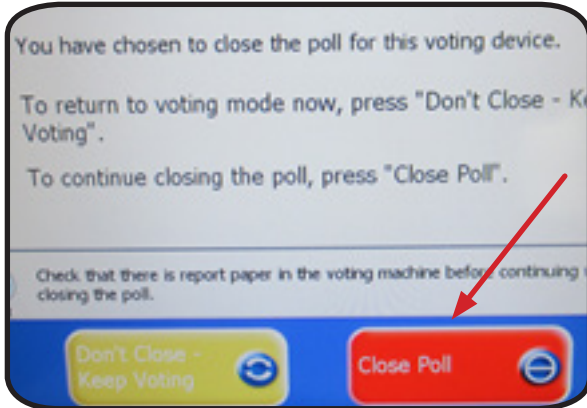 You have chosen to close the poll for this voting device.
To return to voting mode now, press "Don't Close -
Voting".
To continue closing the poll, press "Close Poll".
Check that there is report paper in the voting machine before continuing
closing the poll.
Don't Close -
Keep Voting
Close Poll